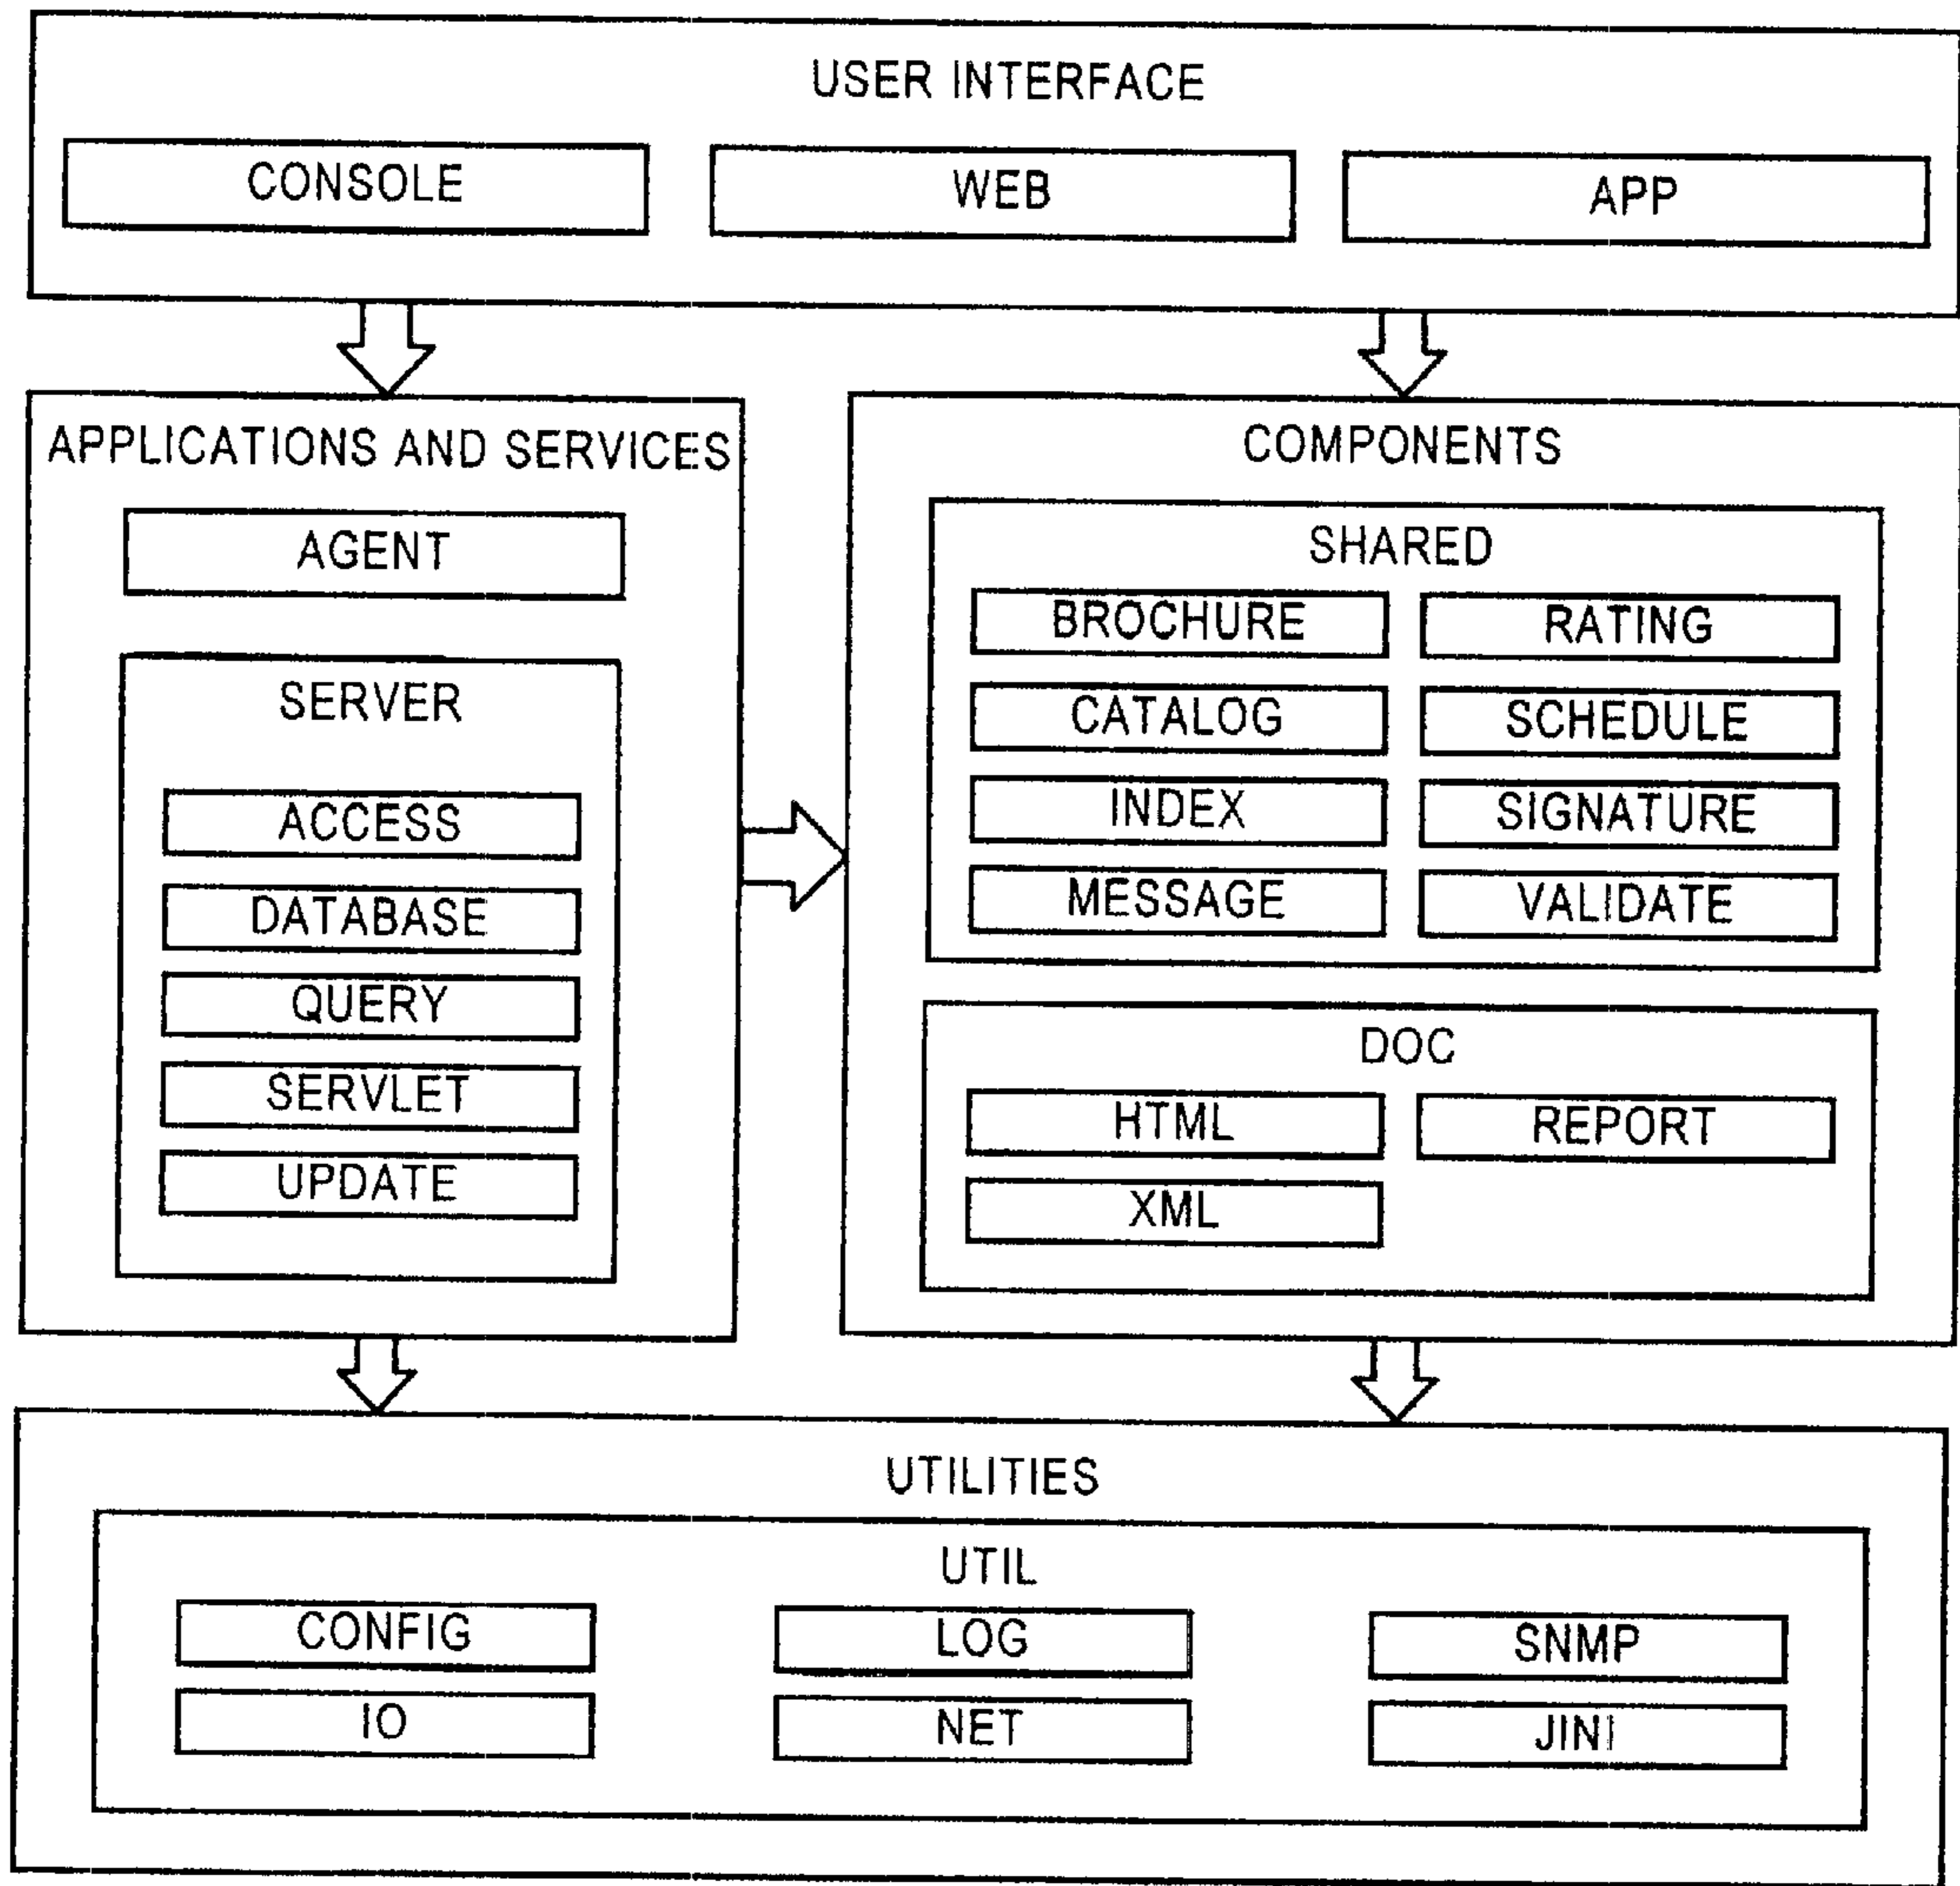 USER INTERFACE
CONSOLE
WEB
APP
APPLICATIONS AND SERVICES
AGENT
SERVER
ACCESS
DATABASE
QUERY
SERVLET
UPDATE
COMPONENTS
SHARED
BROCHURE
RATING
CATALOG
SCHEDULE
INDEX
SIGNATURE
MESSAGE
VALIDATE
DOC
HTML
REPORT
XML
UTILITIES
UTIL
CONFIG
LOG
SNMP
IO
NET
JINI